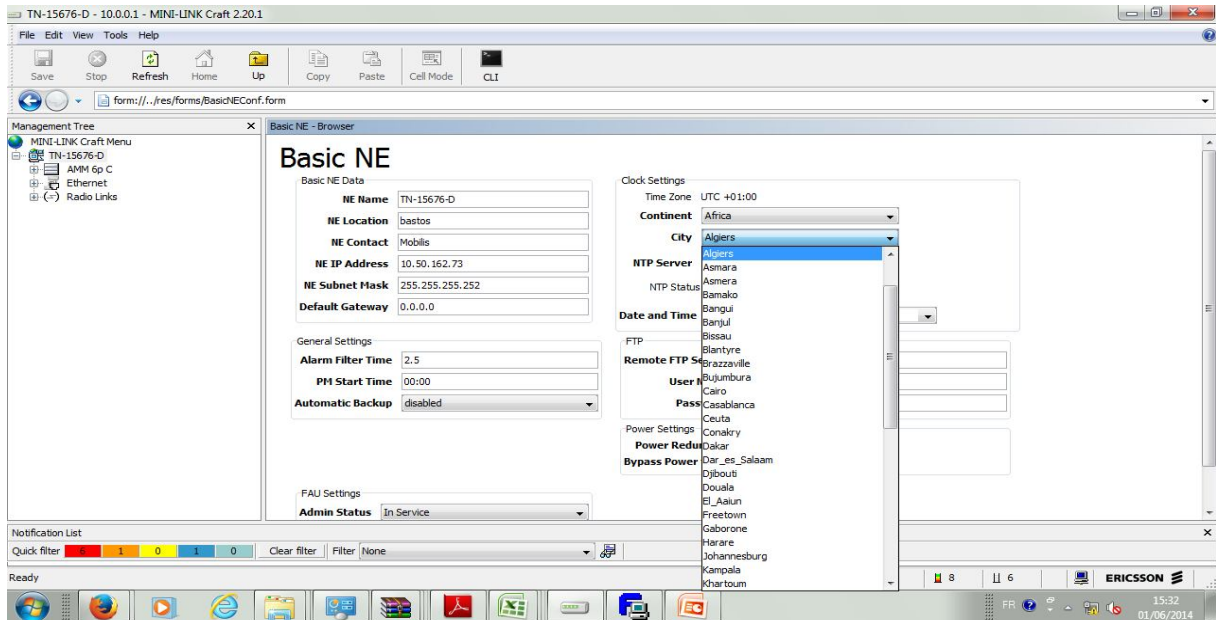 TN-15676-D - 10.0.0.1 - MINI-LINK Craft 2.20.1
File Edit View Tools Help
Save Stop Refresh Home Up Copy Paste Cell Mode CLI
form://../res/forms/BasicNEConf.form
Management Tree
MINI-LINK Craft Menu
TN-15676-D
AMM 6p C
Ethernet
Radio Links
Basic NE - Browser
Basic NE
Basic NE Data
NE Name TN-15676-D
NE Location bastos
NE Contact Mobilis
NE IP Address 10.50.162.73
NE Subnet Mask 255.255.255.252
Default Gateway 0.0.0.0
General Settings
Alarm Filter Time 2.5
PM Start Time 00:00
Automatic Backup disabled
FAU Settings
Admin Status In Service
Clock Settings
Time Zone UTC +01:00
Continent Africa
City Algiers
NTP Server
NTP Status
Date and Time
FTP
Remote FTP Se
User
Pass
Power Settings
Power Redu
Bypass Power
Algiers
Asmara
Asmera
Bamako
Bangui
Banjul
Bissau
Blantyre
Brazzaville
Bujumbura
Cairo
Casablanca
Ceuta
Conakry
Dakar
Dar_es_Salaam
Djibouti
Douala
El_Aaiun
Freetown
Gaborone
Harare
Johannesburg
Kampala
Khartoum
Notification List
Quick filter 6 1 0 1 0 Clear filter Filter None
Ready
8 6 ERICSSON
FR 15:32
01/06/2014